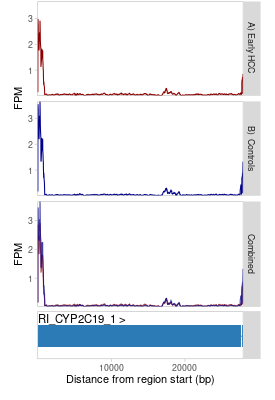 3
2
1
A) Early HCC
FPM
3
2
1
B) Controls
3
2
1
Combined
FPM
RI_CYP2C19_1 >
10000 20000
Distance from region start (bp)